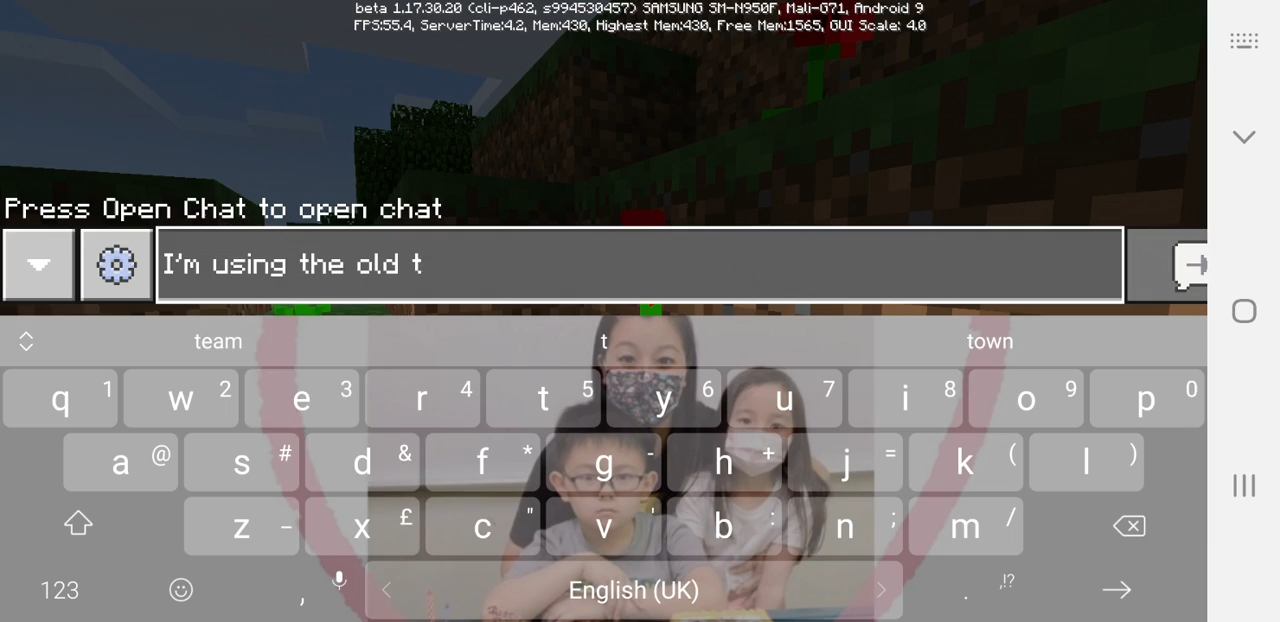 beta 1.17.30.20 (cli-p462, s994530457) SAMSUNG SM-N950F, Mali-G71, Android 9
FPS:55.4, ServerTime:4.2, Mem:430, Highest Mem:430, Free Mem:1565, GUI Scale: 4.0
Press Open Chat to open chat
I'm using the old t
team t town
q 1 w 2 e 3 r 4 t 5 y 6 u 7 i 8 o 9 p 0
a @ s # d & f * g - h + j = k ( l )
z _ x £ c " v ' b : n ; m /
123 , < English (UK) > . ,!?